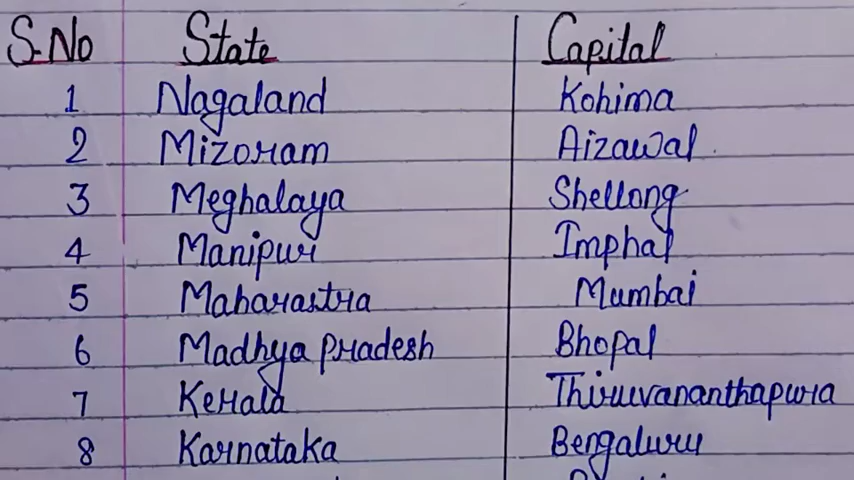 S.No State Capital
1 Nagaland Kohima
2 Mizoram Aizawal
3 Meghalaya Shellong
4 Manipur Imphal
5 Maharastra Mumbai
6 Madhya pradesh Bhopal
7 Kerala Thiruvananthapura
8 Karnataka Bengaluru